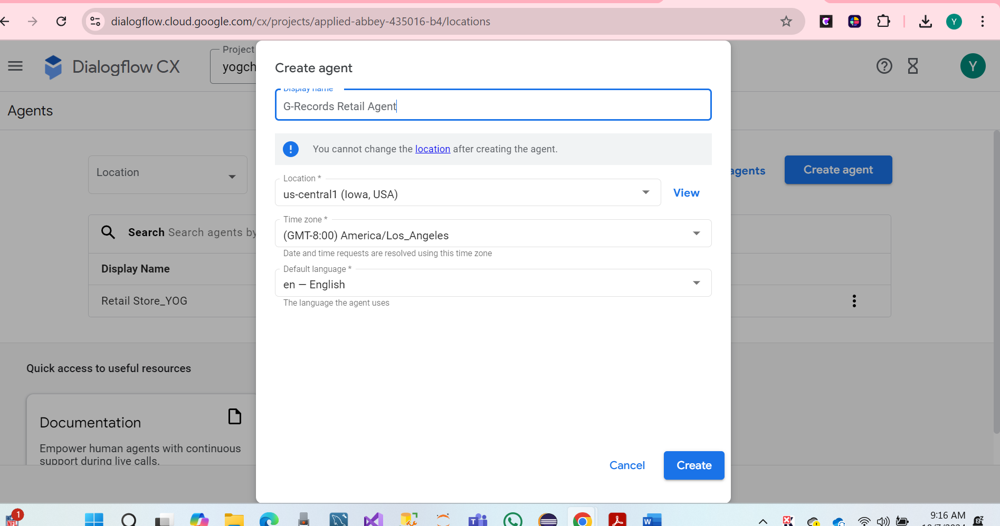 dialogflow.cloud.google.com/cx/projects/applied-abbey-435016-b4/locations
Y
Dialogflow CX
Project
yogch
Y
Agents
Location
agents
Create agent
Search Search agents by
Display Name
Retail Store_YOG
Quick access to useful resources
Documentation
Empower human agents with continuous
support during live calls.
Create agent
Display name
G-Records Retail Agent
You cannot change the location after creating the agent.
Location *
us-central1 (Iowa, USA)
View
Time zone *
(GMT-8:00) America/Los_Angeles
Date and time requests are resolved using this time zone
Default language *
en — English
The language the agent uses
Cancel
Create
1
9:16 AM